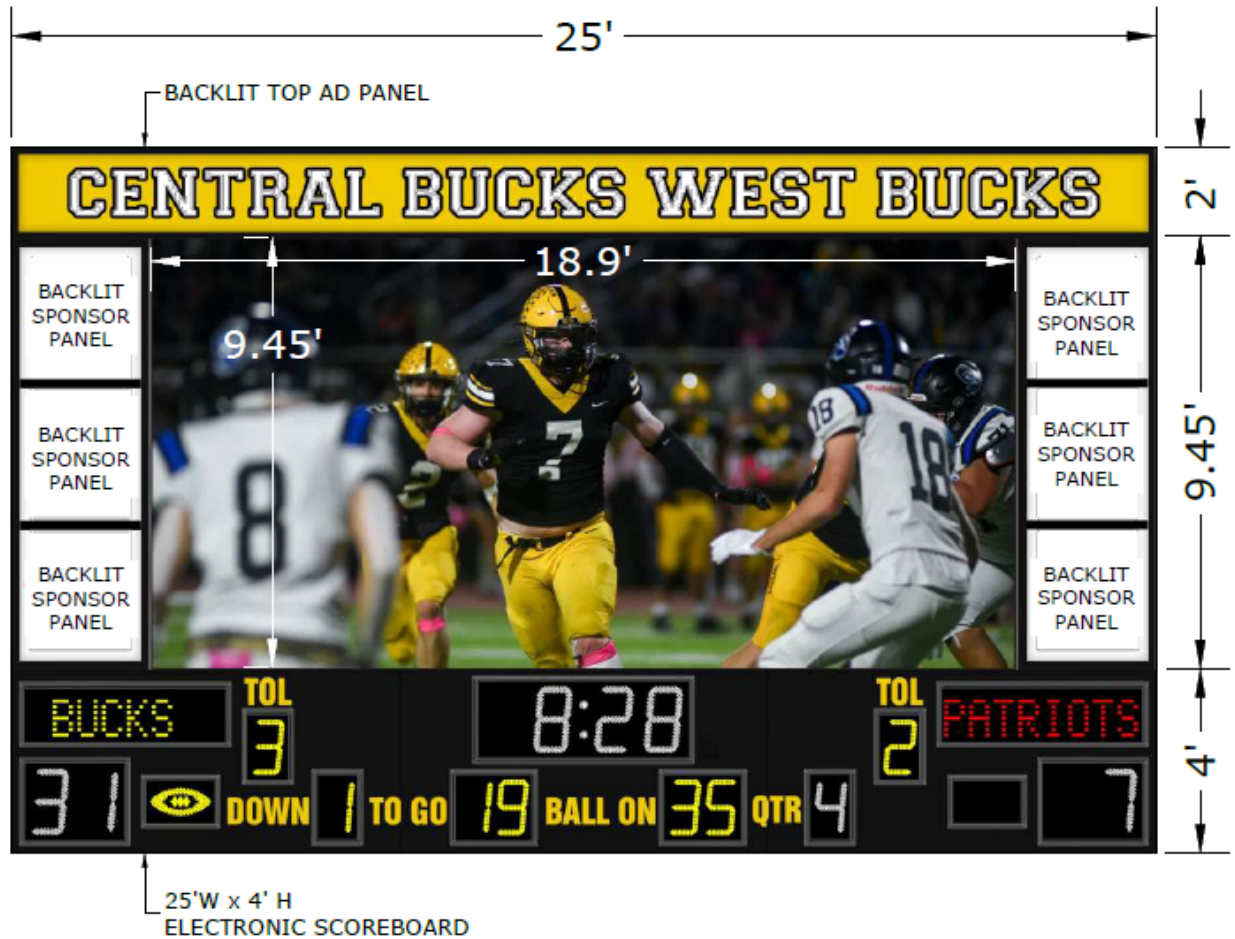 25'
BACKLIT TOP AD PANEL
CENTRAL BUCKS WEST BUCKS
2'
BACKLIT
SPONSOR
PANEL
18.9'
9.45'
BACKLIT
SPONSOR
PANEL
BACKLIT
SPONSOR
PANEL
BACKLIT
SPONSOR
PANEL
BACKLIT
SPONSOR
PANEL
BACKLIT
SPONSOR
PANEL
9.45'
7
7
8
2
18
18
BUCKS
TOL
3
8:28
TOL
2
PATRIOTS
31
DOWN 1 TO GO 19 BALL ON 35 QTR 4
7
4'
25'W x 4' H
ELECTRONIC SCOREBOARD